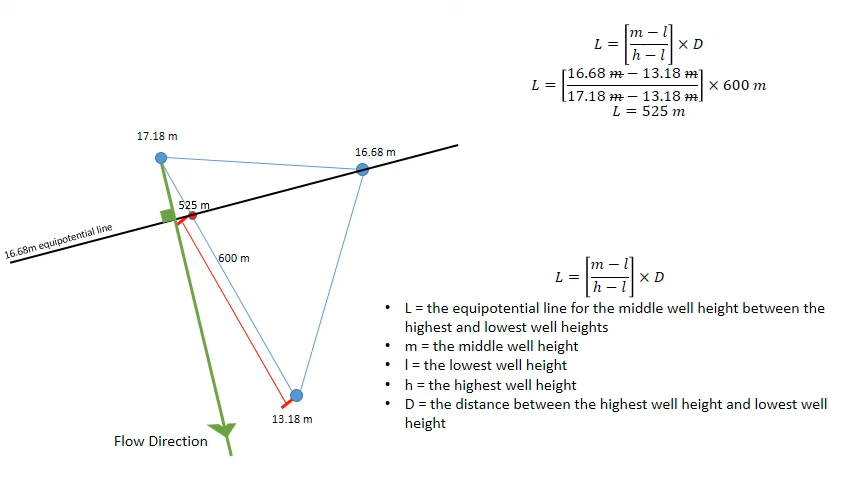 L = [m − l / h − l] × D
L = [16.68 m − 13.18 m / 17.18 m − 13.18 m] × 600 m
L = 525 m
17.18 m
16.68 m
525 m
16.68m equipotential line
600 m
13.18 m
Flow Direction
L = [m − l / h − l] × D
• L = the equipotential line for the middle well height between the
highest and lowest well heights
• m = the middle well height
• l = the lowest well height
• h = the highest well height
• D = the distance between the highest well height and lowest well
height